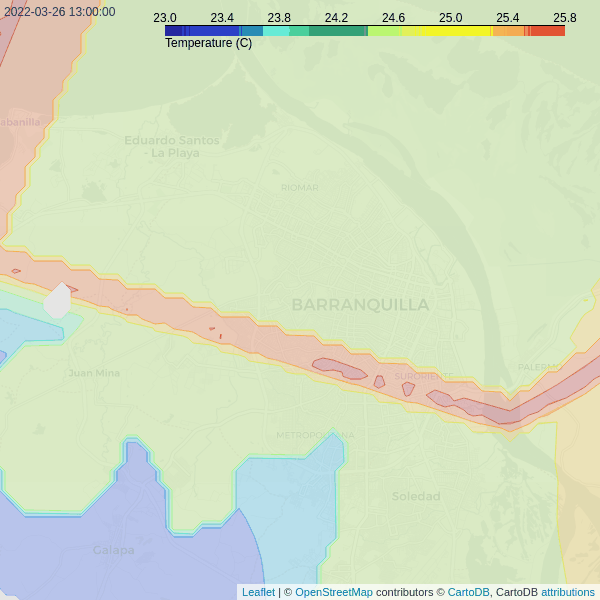 2022-03-26 13:00:00
23.0 23.4 23.8 24.2 24.6 25.0 25.4 25.8
Temperature (C)
abanilla
Eduardo Santos
- La Playa
RIOMAR
BARRANQUILLA
Juan Mina
SURORIENTE
PALERMO
METROPOLITANA
Soledad
Galapa
Leaflet | © OpenStreetMap contributors © CartoDB, CartoDB attributions